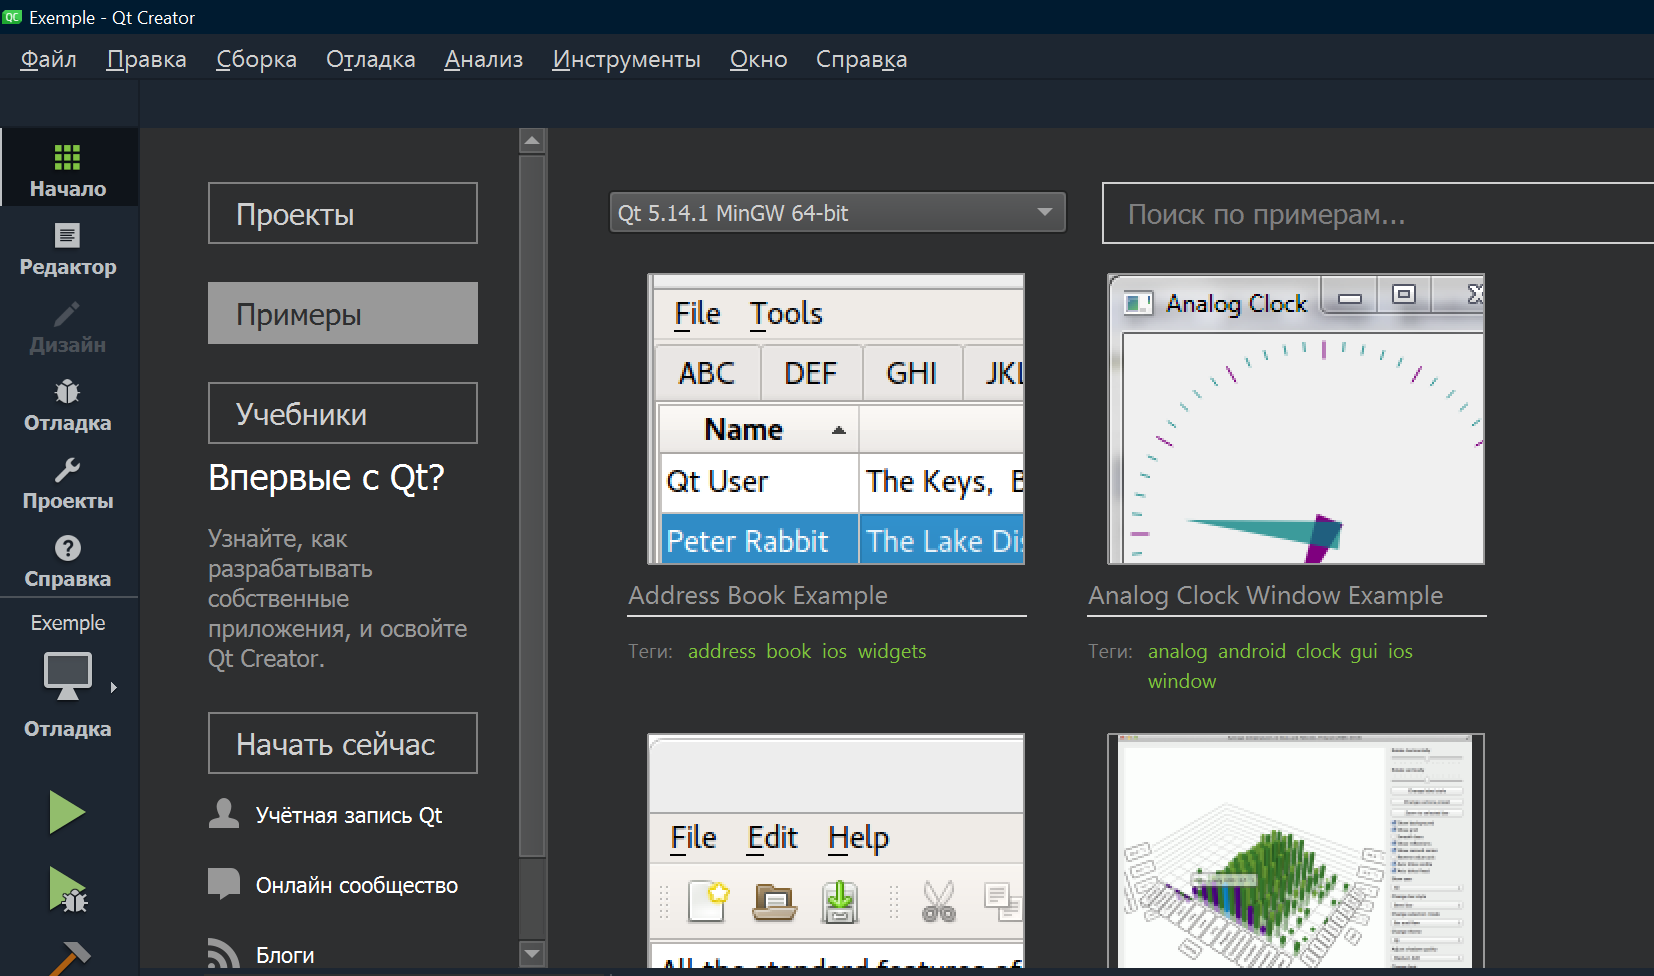 QC Exemple - Qt Creator
Файл Правка Сборка Отладка Анализ Инструменты Окно Справка
Начало
Редактор
Дизайн
Отладка
Проекты
Справка
Exemple
Отладка
Проекты
Примеры
Учебники
Впервые с Qt?
Узнайте, как
разрабатывать
собственные
приложения, и освойте
Qt Creator.
Начать сейчас
Учётная запись Qt
Онлайн сообщество
Блоги
Qt 5.14.1 MinGW 64-bit
Поиск по примерам...
File Tools
ABC DEF GHI JKL
Name
Qt User The Keys, B
Peter Rabbit The Lake Dis
Address Book Example
Теги: address book ios widgets
Analog Clock
Analog Clock Window Example
Теги: analog android clock gui ios
window
File Edit Help
All the standard features of